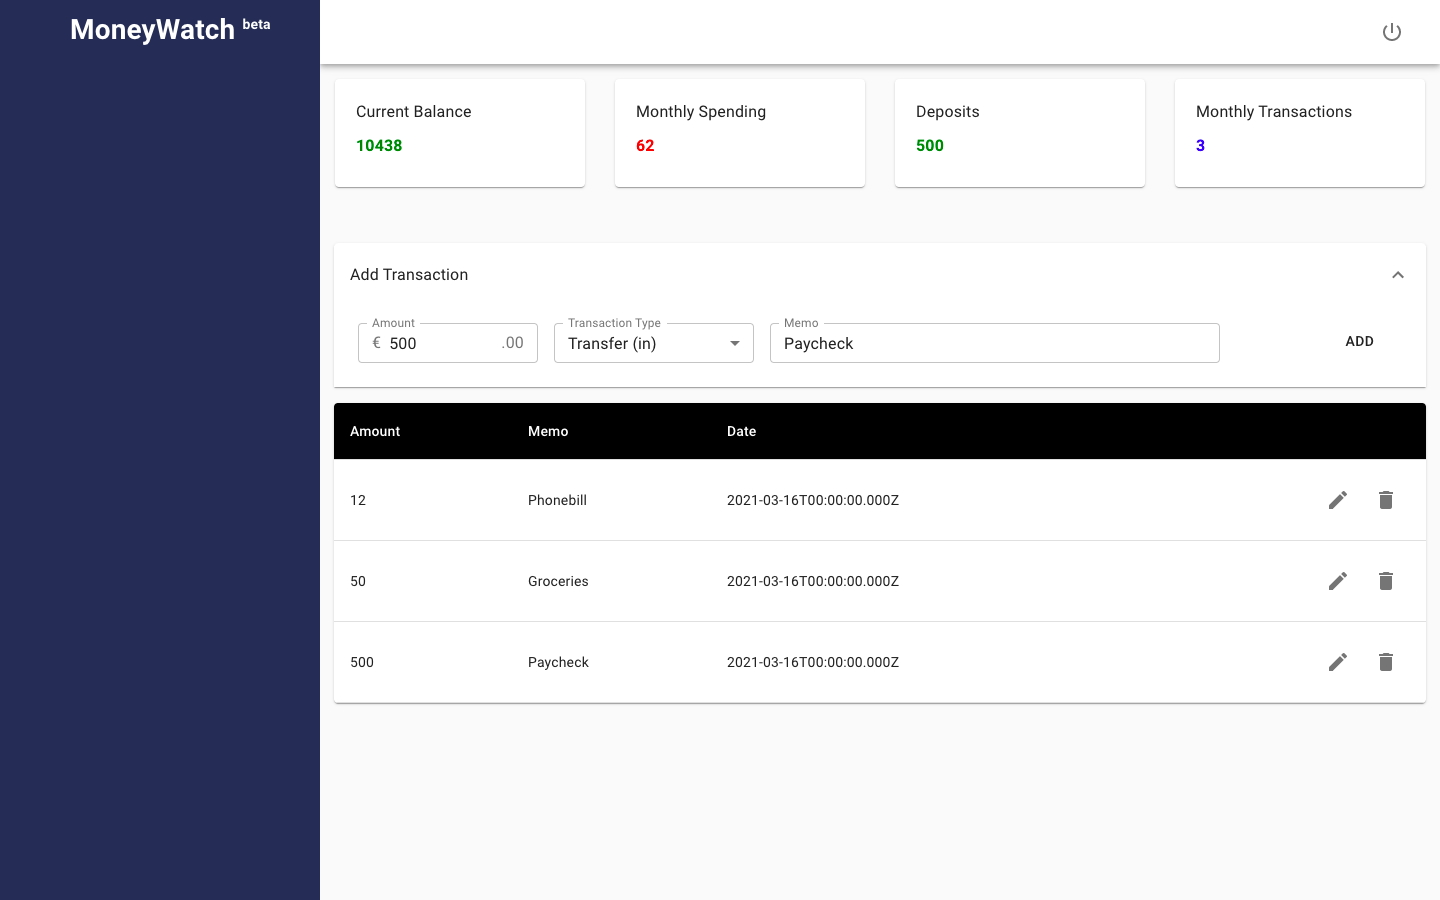 MoneyWatch beta
Current Balance
10438
Monthly Spending
62
Deposits
500
Monthly Transactions
3
Add Transaction
Amount
€ 500 .00
Transaction Type
Transfer (in)
Memo
Paycheck
ADD
Amount Memo Date
12 Phonebill 2021-03-16T00:00:00.000Z
50 Groceries 2021-03-16T00:00:00.000Z
500 Paycheck 2021-03-16T00:00:00.000Z